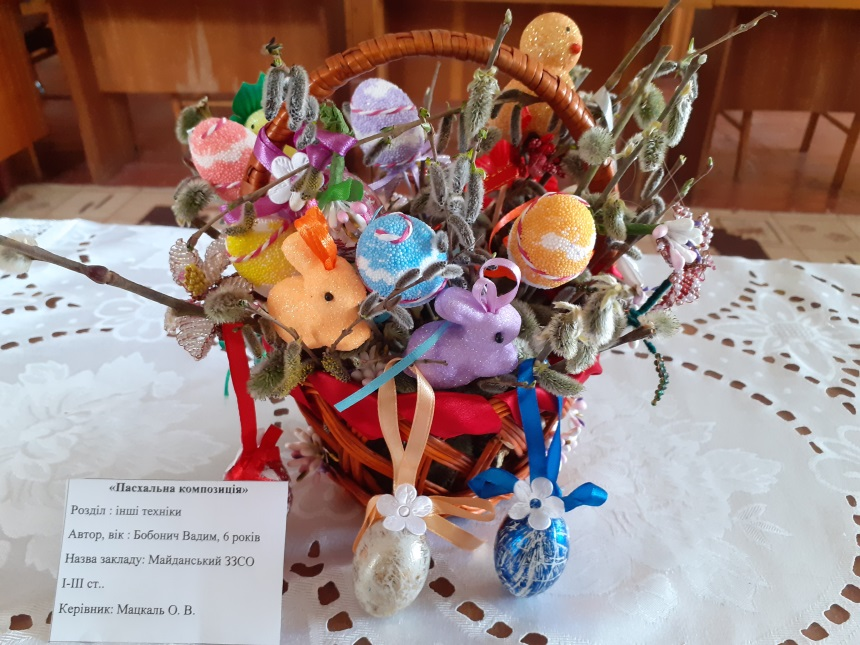 «Пасхальна композиція»
Розділ : інші техніки
Автор, вік : Бобонич Вадим, 6 років
Назва закладу: Майданський ЗЗСО
І-ІІІ ст..
Керівник: Мацкаль О. В.